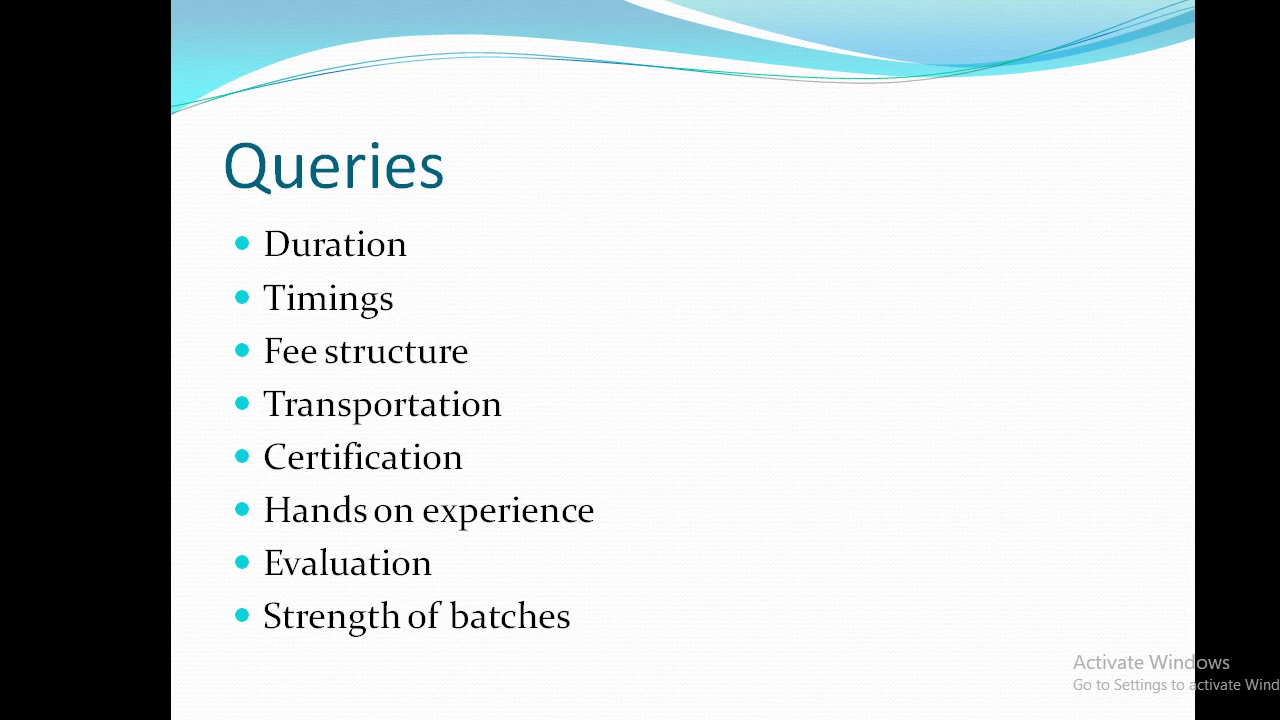 Queries
Duration
Timings
Fee structure
Transportation
Certification
Hands on experience
Evaluation
Strength of batches
Activate Windows
Go to Settings to activate Wind